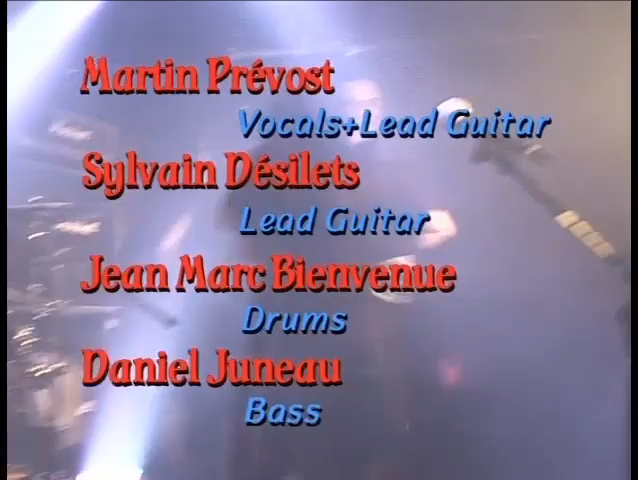 Martin Prévost
Vocals+Lead Guitar
Sylvain Désilets
Lead Guitar
Jean Marc Bienvenue
Drums
Daniel Juneau
Bass